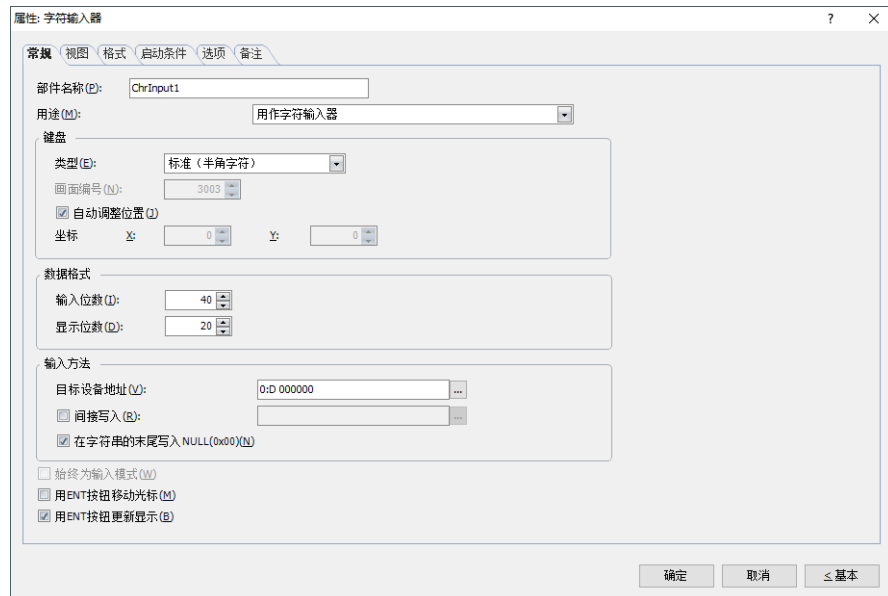 属性: 字符输入器 ? ×
常规 视图 格式 启动条件 选项 备注
部件名称(P): ChrInput1
用途(M): 用作字符输入器
键盘
类型(E): 标准（半角字符）
画面编号(N): 3003
自动调整位置(J)
坐标 X: 0 Y: 0
数据格式
输入位数(I): 40
显示位数(D): 20
输入方法
目标设备地址(V): 0:D 000000 ...
间接写入(R): ...
在字符串的末尾写入NULL(0x00)(N)
始终为输入模式(W)
用ENT按钮移动光标(M)
用ENT按钮更新显示(B)
确定 取消 ≤基本